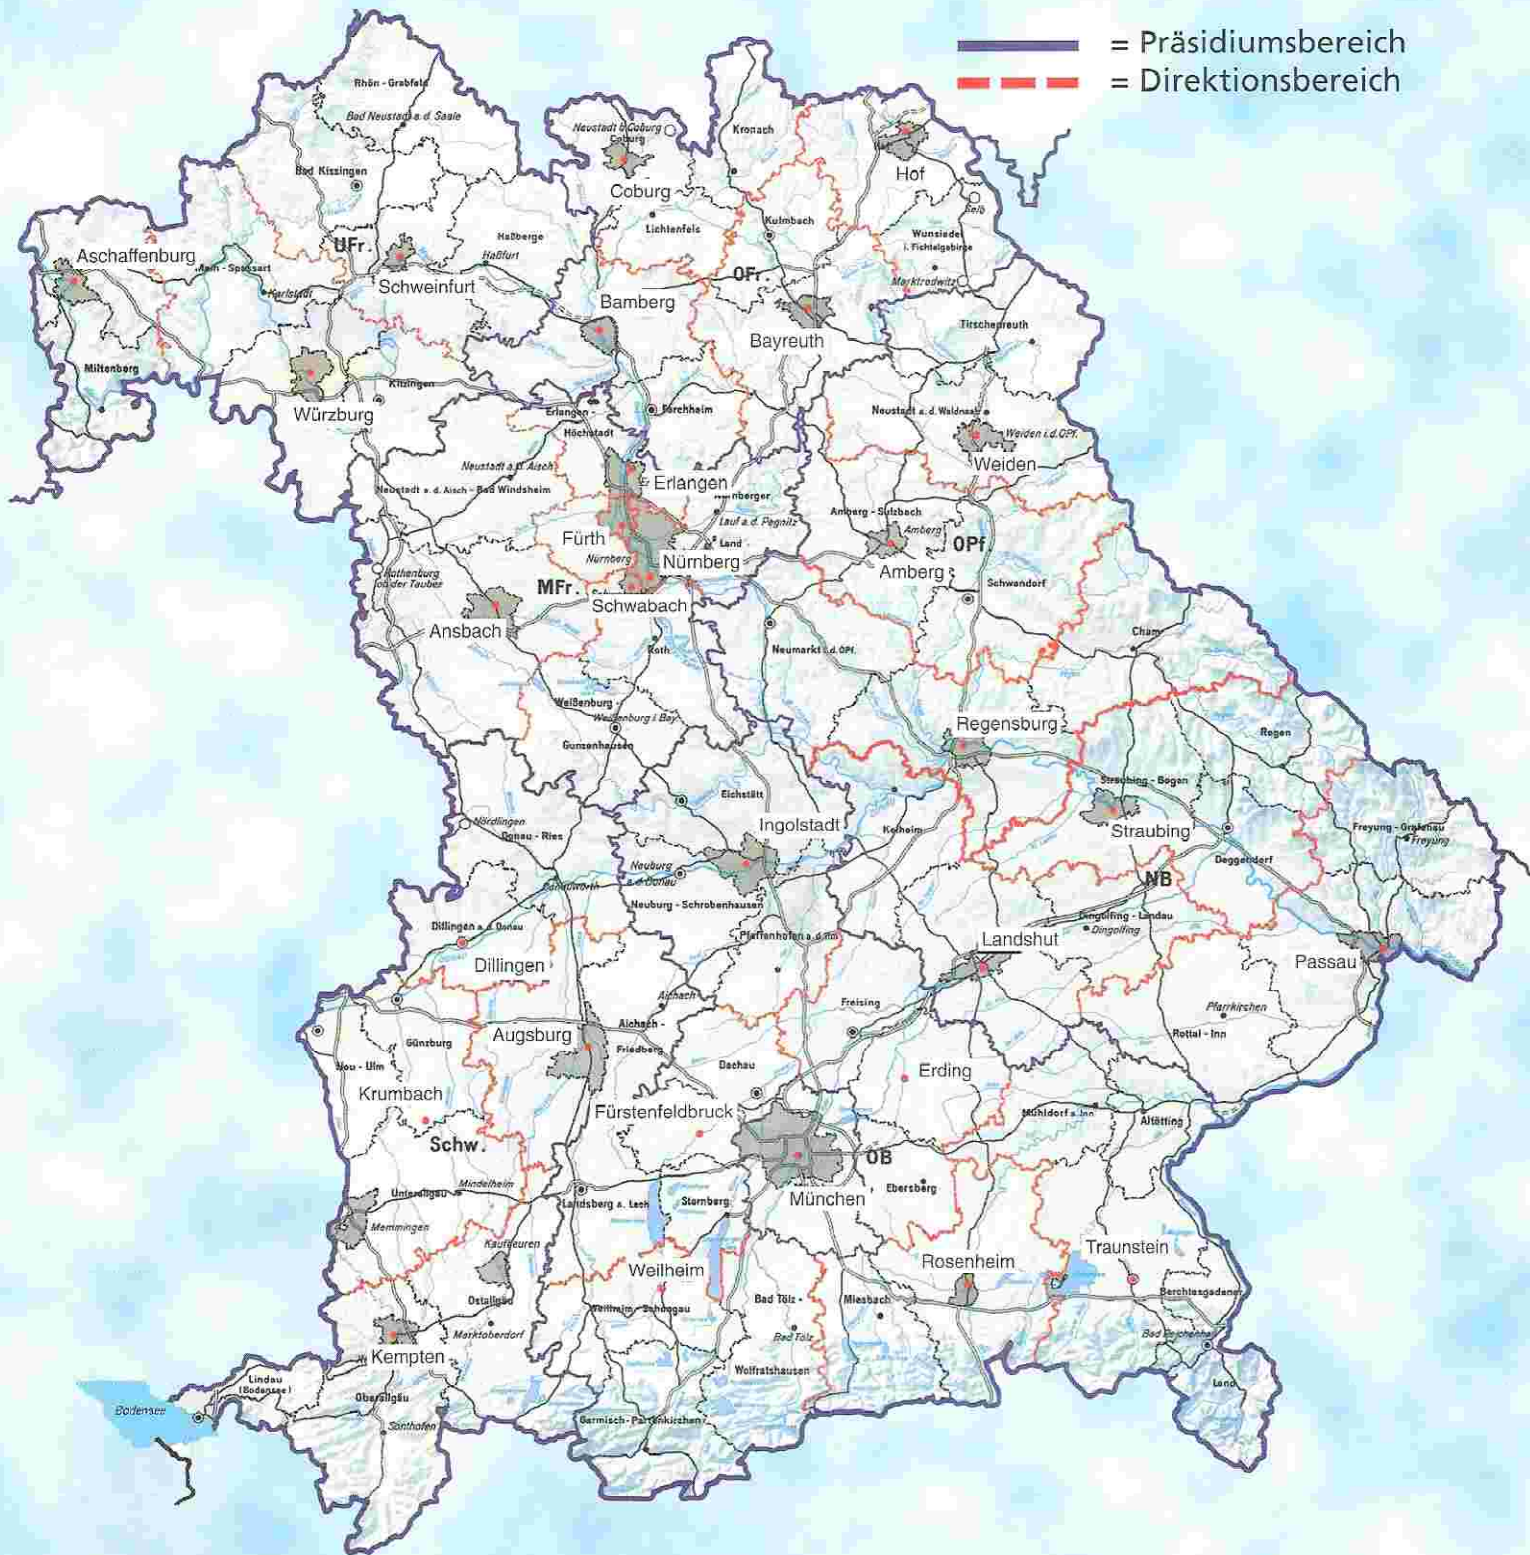 = Präsidiumsbereich
= Direktionsbereich
Rhön - Grabfeld
Bad Neustadt a. d. Saale
Neustadt b Coburg
Coburg
Kronach
Hof
Bad Kissingen
Coburg
Selb
Lichtenfels
Kulmbach
Wunsiedel
i. Fichtelgebirge
Haßberge
UFr.
Haßfurt
Aschaffenburg
Main - Spessart
Karlstadt
Schweinfurt
OFr.
Marktredwitz
Bamberg
Tirschenreuth
Bayreuth
Miltenberg
Kitzingen
Würzburg
Erlangen -
Höchstadt
Forchheim
Neustadt a. d. Waldnaab
Weiden i.d.OPf.
Weiden
Neustadt a.d. Aisch
Neustadt a. d. Aisch - Bad Windsheim
Erlangen
Nürnberger
Lauf a.d. Pegnitz
Land
Amberg - Sulzbach
Amberg
OPf
Fürth
Nürnberg
Nürnberg
Amberg
Rothenburg
ob der Tauber
MFr.
Schwabach
Schwandorf
Ansbach
Roth
Neumarkt i.d.OPf.
Cham
Weißenburg -
Weißenburg i. Bay.
Gunzenhausen
Regensburg
Regen
Straubing - Bogen
Eichstätt
Nördlingen
Donau - Ries
Ingolstadt
Kelheim
Straubing
Freyung - Grafenau
Freyung
Deggendorf
Neuburg
a. d. Donau
Donauwörth
Neuburg - Schrobenhausen
NB
Dingolfing - Landau
Dingolfing
Dillingen a. d. Donau
Pfaffenhofen a. d. Ilm
Landshut
Passau
Dillingen
Aichach
Freising
Pfarrkirchen
Augsburg
Aichach -
Friedberg
Rottal - Inn
Günzburg
Neu - Ulm
Dachau
Erding
Krumbach
Fürstenfeldbruck
Mühldorf a. Inn
Altötting
Schw.
OB
Mindelheim
Unterallgäu
Landsberg a. Lech
Starnberg
München
Ebersberg
Memmingen
Kaufbeuren
Traunstein
Weilheim
Rosenheim
Ostallgäu
Marktoberdorf
Weilheim - Schongau
Bad Tölz -
Miesbach
Berchtesgadener
Bad Tölz
Bad Reichenhall
Kempten
Wolfratshausen
Lindau
(Bodensee)
Land
Bodensee
Oberallgäu
Sonthofen
Garmisch - Partenkirchen